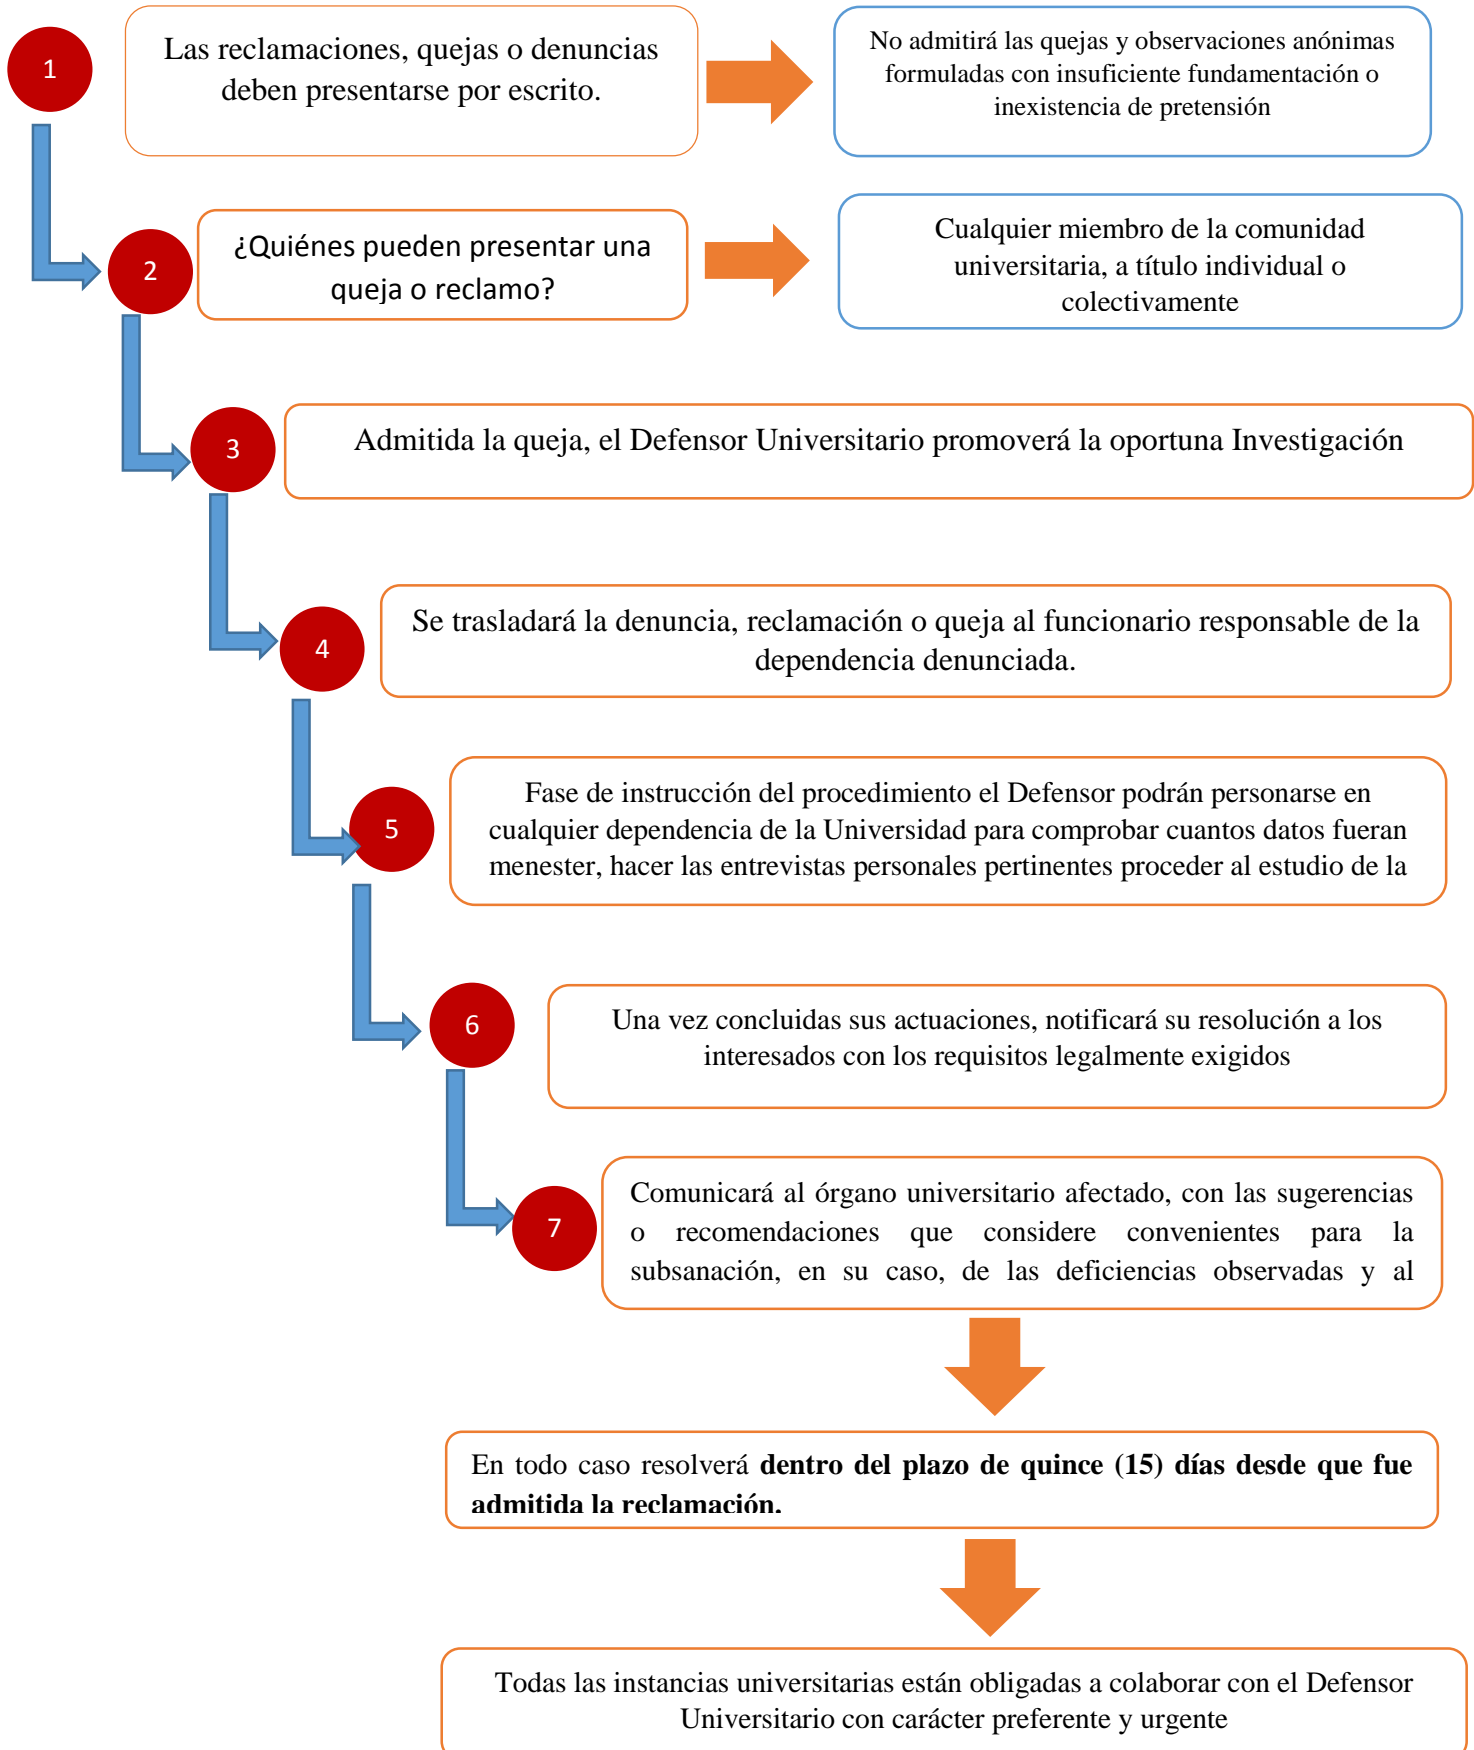 1
Las reclamaciones, quejas o denuncias
deben presentarse por escrito.
No admitirá las quejas y observaciones anónimas
formuladas con insuficiente fundamentación o
inexistencia de pretensión
2
¿Quiénes pueden presentar una
queja o reclamo?
Cualquier miembro de la comunidad
universitaria, a título individual o
colectivamente
3
Admitida la queja, el Defensor Universitario promoverá la oportuna Investigación
4
Se trasladará la denuncia, reclamación o queja al funcionario responsable de la
dependencia denunciada.
5
Fase de instrucción del procedimiento el Defensor podrán personarse en
cualquier dependencia de la Universidad para comprobar cuantos datos fueran
menester, hacer las entrevistas personales pertinentes proceder al estudio de la
6
Una vez concluidas sus actuaciones, notificará su resolución a los
interesados con los requisitos legalmente exigidos
7
Comunicará al órgano universitario afectado, con las sugerencias
o recomendaciones que considere convenientes para la
subsanación, en su caso, de las deficiencias observadas y al
En todo caso resolverá dentro del plazo de quince (15) días desde que fue
admitida la reclamación.
Todas las instancias universitarias están obligadas a colaborar con el Defensor
Universitario con carácter preferente y urgente